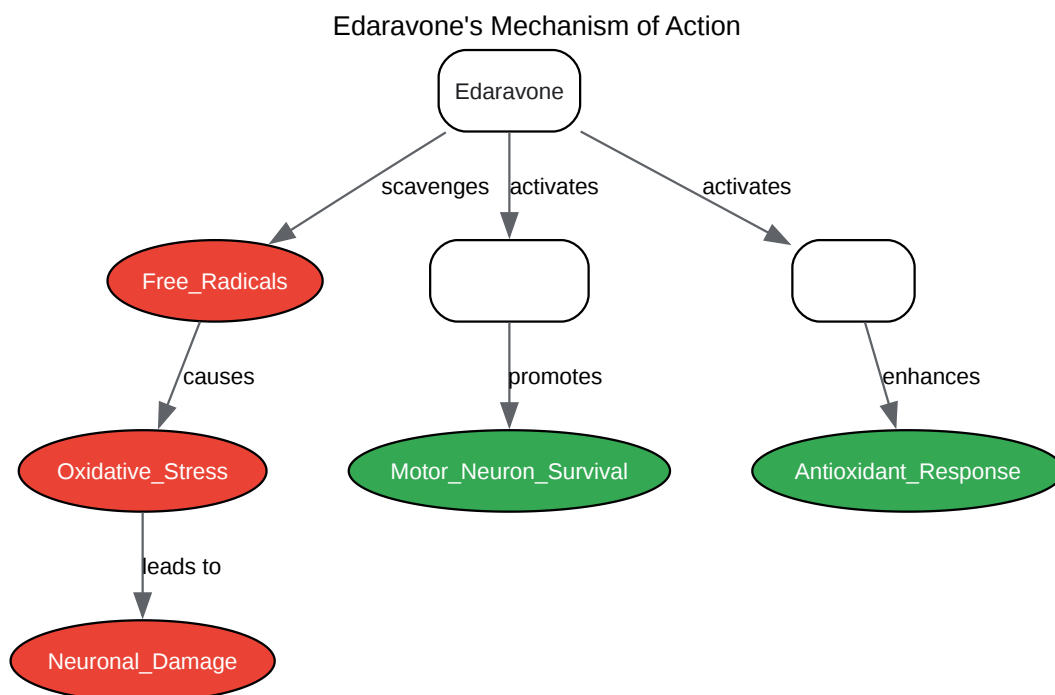 Edaravone's Mechanism of Action
Edaravone
scavenges
activates
activates
Free_Radicals
causes
promotes
enhances
Oxidative_Stress
Motor_Neuron_Survival
Antioxidant_Response
leads to
Neuronal_Damage